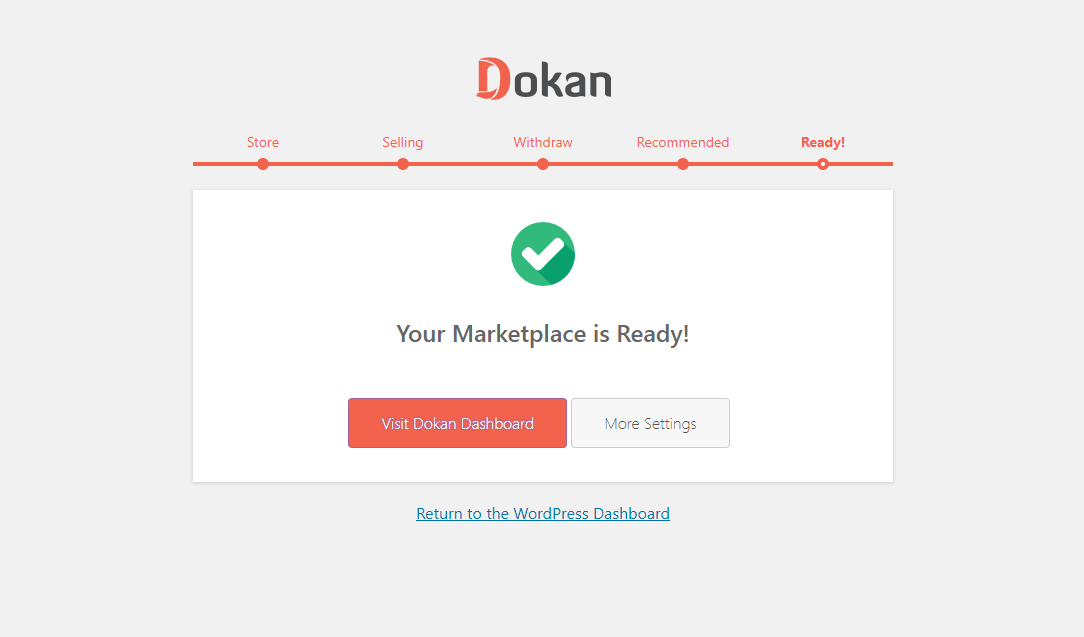 Dokan
Store Selling Withdraw Recommended Ready!
Your Marketplace is Ready!
Visit Dokan Dashboard More Settings
Return to the WordPress Dashboard